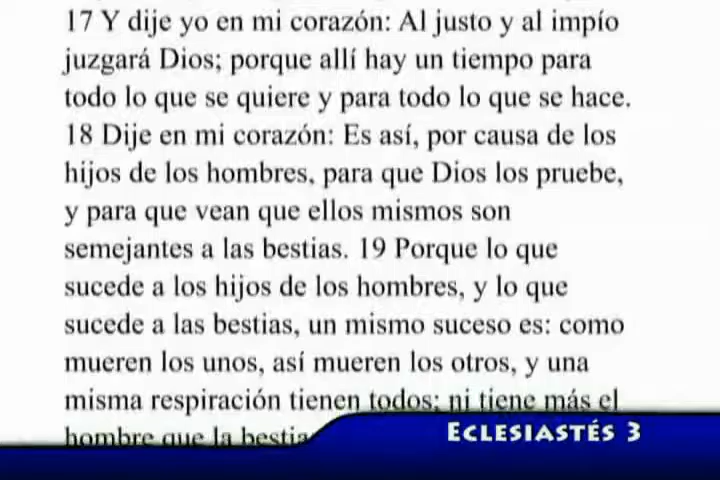 17 Y dije yo en mi corazón: Al justo y al impío
juzgará Dios; porque allí hay un tiempo para
todo lo que se quiere y para todo lo que se hace.
18 Dije en mi corazón: Es así, por causa de los
hijos de los hombres, para que Dios los pruebe,
y para que vean que ellos mismos son
semejantes a las bestias. 19 Porque lo que
sucede a los hijos de los hombres, y lo que
sucede a las bestias, un mismo suceso es: como
mueren los unos, así mueren los otros, y una
misma respiración tienen todos; ni tiene más el
hombre que la bestia
ECLESIASTÉS 3